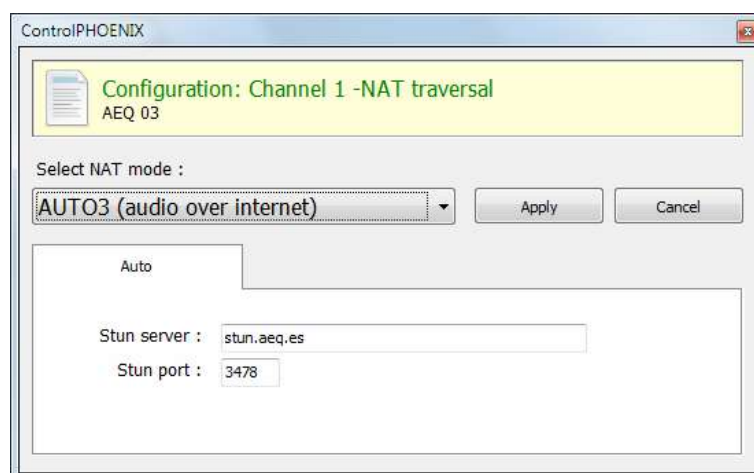 ControlPHOENIX
Configuration: Channel 1 -NAT traversal
AEQ 03
Select NAT mode :
AUTO3 (audio over internet)
Apply
Cancel
Auto
Stun server :
stun.aeq.es
Stun port :
3478